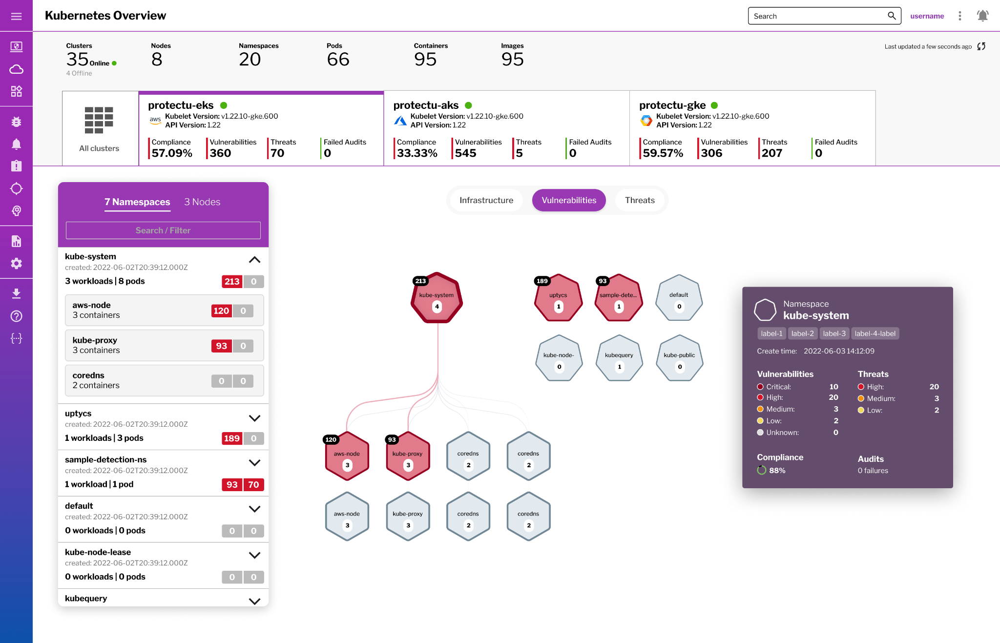 Kubernetes Overview
Search
username
Clusters
35 Online
4 Offline
Nodes
8
Namespaces
20
Pods
66
Containers
95
Images
95
Last updated a few seconds ago
All clusters
protectu-eks
aws
Kubelet Version: v1.22.10-gke.600
API Version: 1.22
Compliance
57.09%
Vulnerabilities
360
Threats
70
Failed Audits
0
protectu-aks
Kubelet Version: v1.22.10-gke.600
API Version: 1.22
Compliance
33.33%
Vulnerabilities
545
Threats
5
Failed Audits
0
protectu-gke
Kubelet Version: v1.22.10-gke.600
API Version: 1.22
Compliance
59.57%
Vulnerabilities
306
Threats
207
Failed Audits
0
7 Namespaces 3 Nodes
Search / Filter
kube-system
created: 2022-06-02T20:39:12.000Z
3 workloads | 8 pods 213 0
aws-node
3 containers 120 0
kube-proxy
3 containers 93 0
coredns
2 containers 0 0
uptycs
created: 2022-06-02T20:39:12.000Z
1 workloads | 3 pods 189 0
sample-detection-ns
created: 2022-06-02T20:39:12.000Z
1 workload | 1 pod 93 70
default
created: 2022-06-02T20:39:12.000Z
0 workloads | 0 pods 0 0
kube-node-lease
created: 2022-06-02T20:39:12.000Z
0 workloads | 0 pods 0 0
kubequery
Infrastructure Vulnerabilities Threats
213
kube-system
4
189
uptycs
1
93
sample-dete...
1
default
0
kube-node-
0
kubequery
1
kube-public
0
120
aws-node
3
93
kube-proxy
3
coredns
2
coredns
2
aws-node
3
kube-proxy
3
coredns
2
coredns
2
Namespace
kube-system
label-1 label-2 label-3 label-4-label
Create time: 2022-06-03 14:12:09
Vulnerabilities
Critical: 10
High: 20
Medium: 3
Low: 2
Unknown: 0
Threats
High: 20
Medium: 3
Low: 2
Compliance
88%
Audits
0 failures